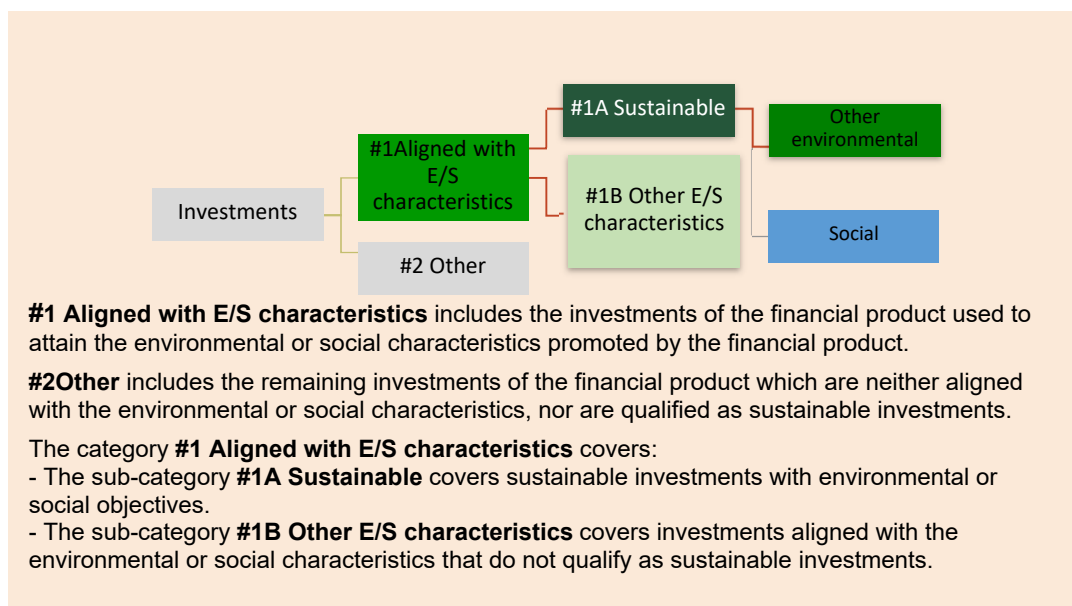 #1A Sustainable
Other
environmental
#1Aligned with
E/S
characteristics
#1B Other E/S
characteristics
Investments
Social
#2 Other
#1 Aligned with E/S characteristics includes the investments of the financial product used to
attain the environmental or social characteristics promoted by the financial product.
#2Other includes the remaining investments of the financial product which are neither aligned
with the environmental or social characteristics, nor are qualified as sustainable investments.
The category #1 Aligned with E/S characteristics covers:
- The sub-category #1A Sustainable covers sustainable investments with environmental or
social objectives.
- The sub-category #1B Other E/S characteristics covers investments aligned with the
environmental or social characteristics that do not qualify as sustainable investments.